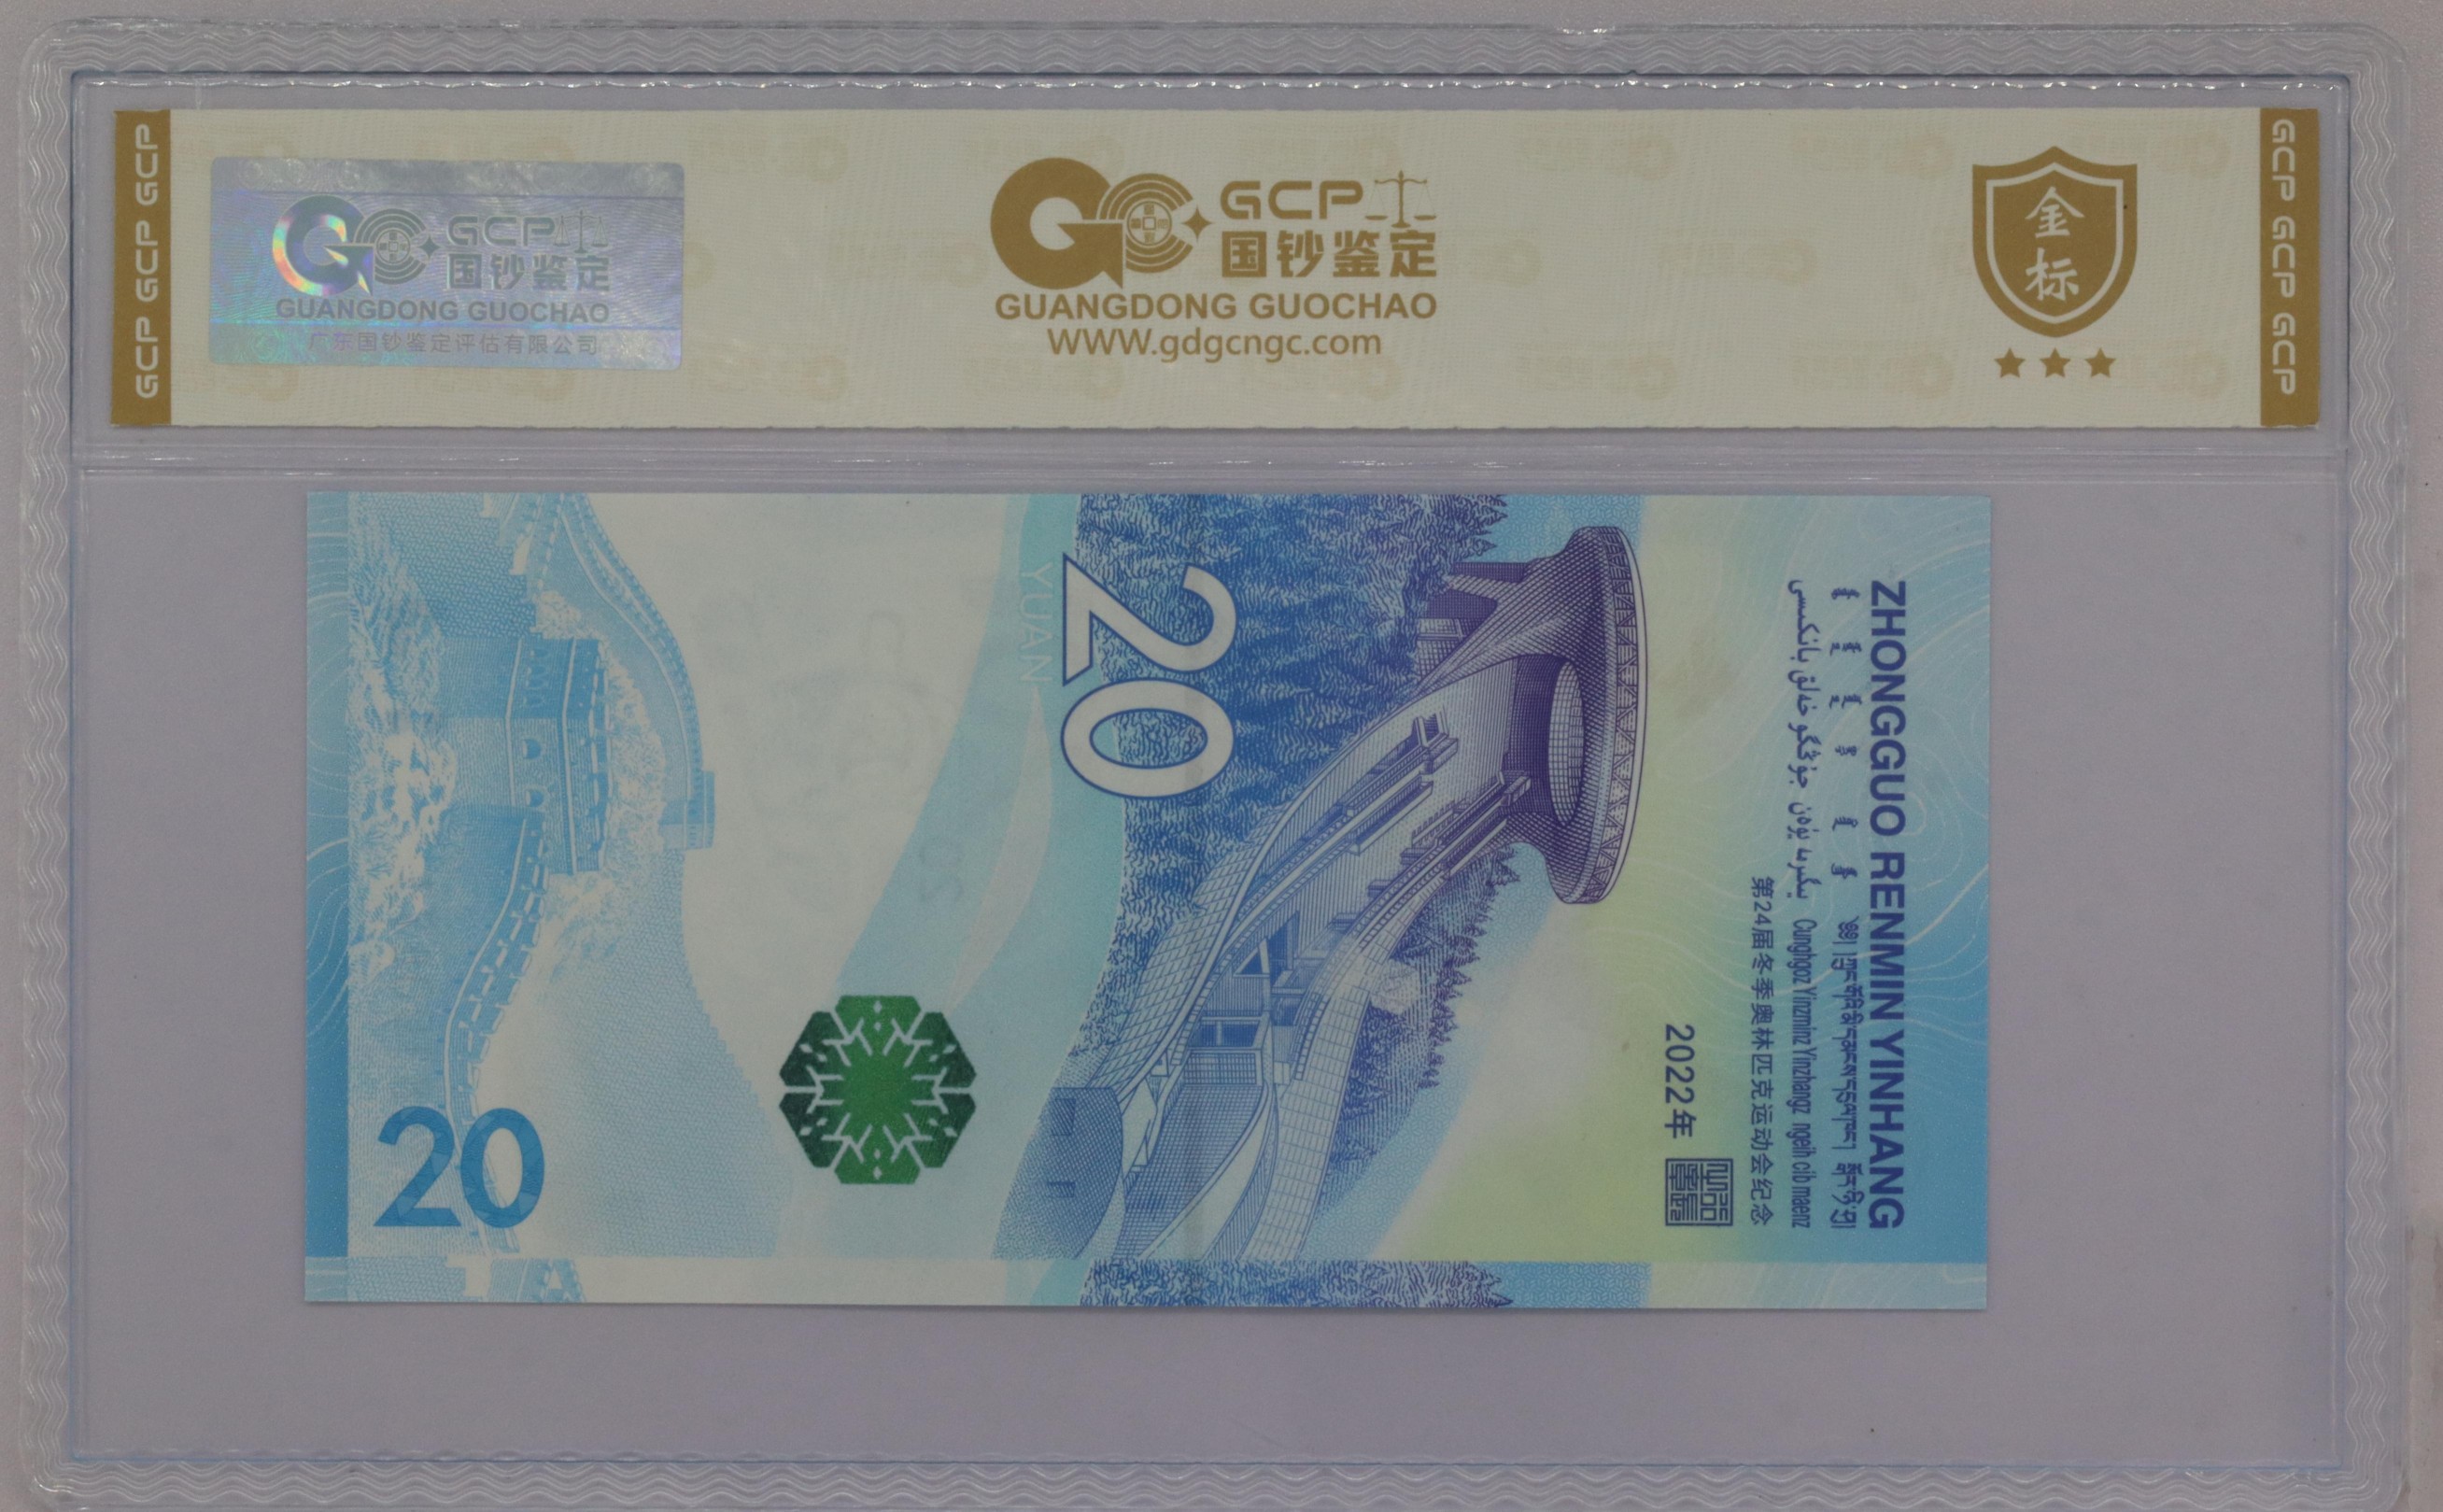 GCP GCP GCP
GCP
国钞鉴定
GUANGDONG GUOCHAO
广东国钞鉴定评估有限公司
GCP
国钞鉴定
GUANGDONG GUOCHAO
WWW.gdgcngc.com
金
标
GCP GCP GCP
ZHONGGUO RENMIN YINHANG
جۇڭگو خەلق بانكىسى
يىگىرمە يۈەن
Cunghgoz Yinzminz Yinzhangz ngeih cib maenz
第24届冬季奥林匹克运动会纪念
2022年
20
YUAN
20